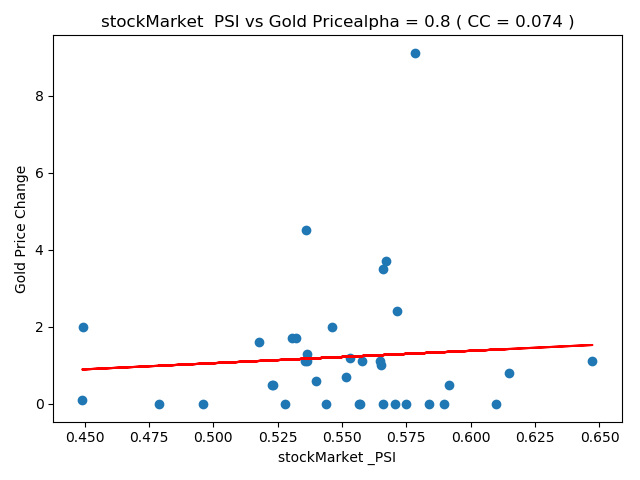 stockMarket  PSI vs Gold Pricealpha = 0.8 ( CC = 0.074 )
8
6
4
2
0
Gold Price Change
0.450 0.475 0.500 0.525 0.550 0.575 0.600 0.625 0.650
stockMarket _PSI